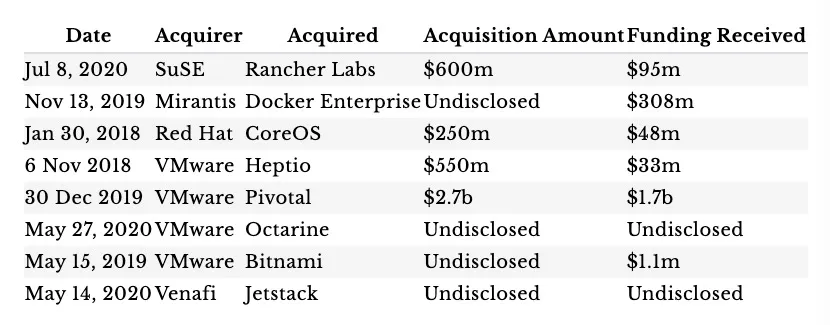 Date Acquirer Acquired Acquisition Amount Funding Received
Jul 8, 2020 SuSE Rancher Labs $600m $95m
Nov 13, 2019 Mirantis Docker Enterprise Undisclosed $308m
Jan 30, 2018 Red Hat CoreOS $250m $48m
6 Nov 2018 VMware Heptio $550m $33m
30 Dec 2019 VMware Pivotal $2.7b $1.7b
May 27, 2020 VMware Octarine Undisclosed Undisclosed
May 15, 2019 VMware Bitnami Undisclosed $1.1m
May 14, 2020 Venafi Jetstack Undisclosed Undisclosed